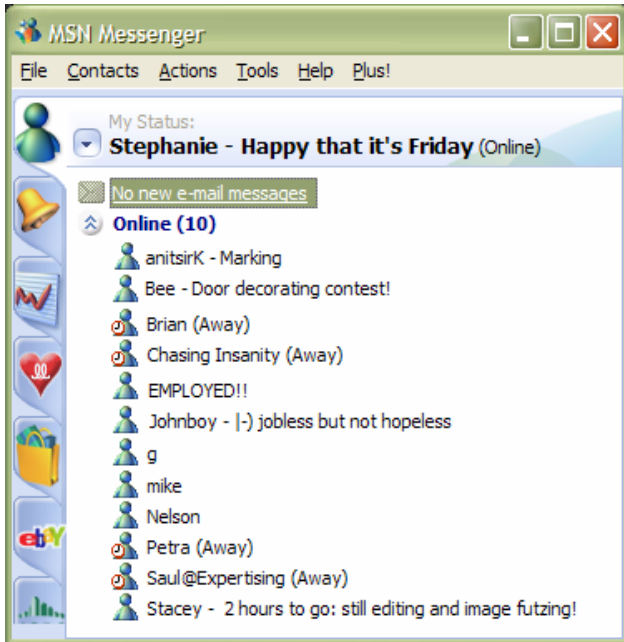 MSN Messenger
File Contacts Actions Tools Help Plus!
My Status:
Stephanie - Happy that it's Friday (Online)
No new e-mail messages
Online (10)
anitsirK - Marking
Bee - Door decorating contest!
Brian (Away)
Chasing Insanity (Away)
EMPLOYED!!
Johnboy - |-) jobless but not hopeless
g
mike
Nelson
ebY
Petra (Away)
Saul@Expertising (Away)
Stacey - 2 hours to go: still editing and image futzing!